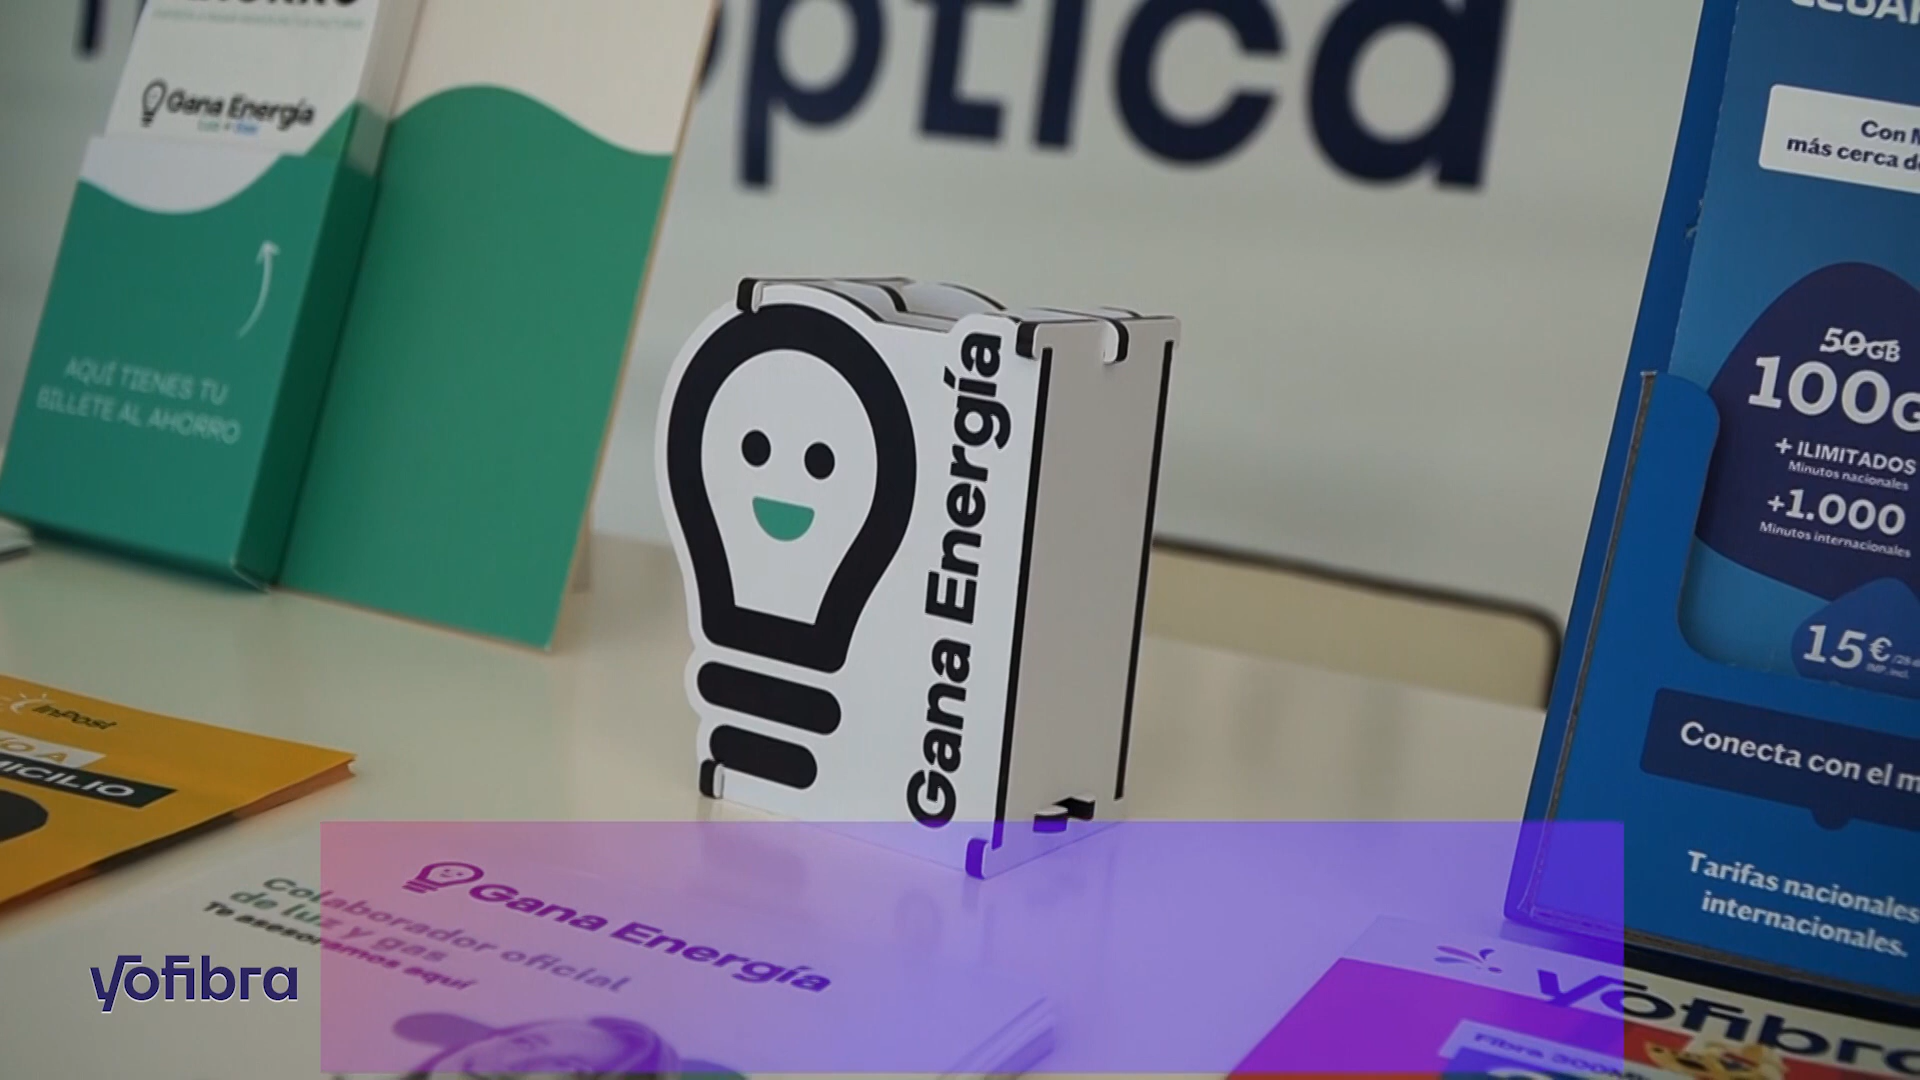 ptica
Gana Energía
AQUÍ TIENES TU
BILLETE AL AHORRO
Gana Energía
InPost
Gana Energía
Colaborador oficial
de luz y gas
Te asesoramos aquí
yofibra
Con M
más cerca de
50GB
100G
+ ILIMITADOS
Minutos nacionales
+1.000
Minutos internacionales
15€
Conecta con el m
Tarifas nacionales
internacionales.
yofibra